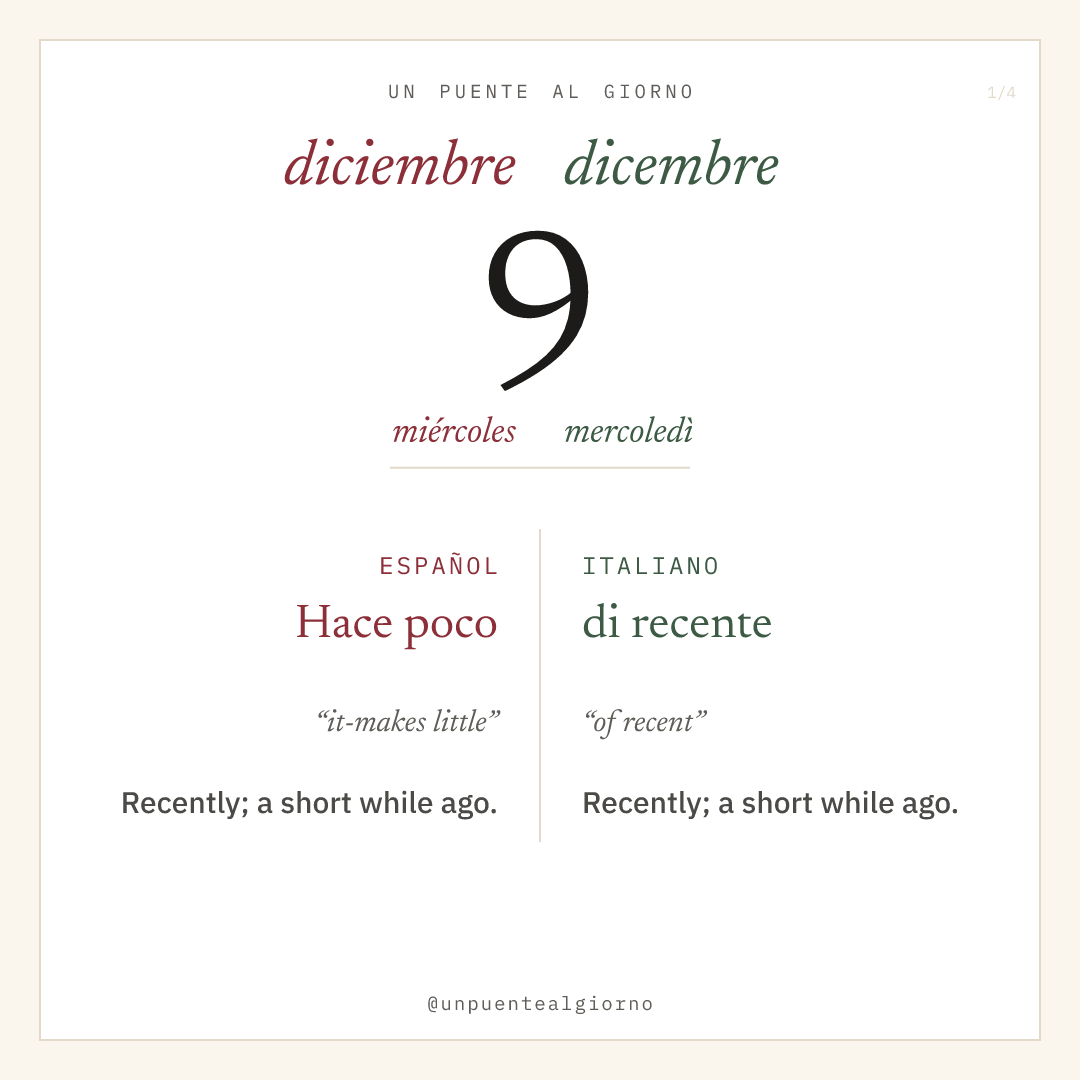 UN PUENTE AL GIORNO
1/4
diciembre dicembre
9
miércoles mercoledì
ESPAÑOL
Hace poco
“it-makes little”
Recently; a short while ago.
ITALIANO
di recente
“of recent”
Recently; a short while ago.
@unpuentealgiorno